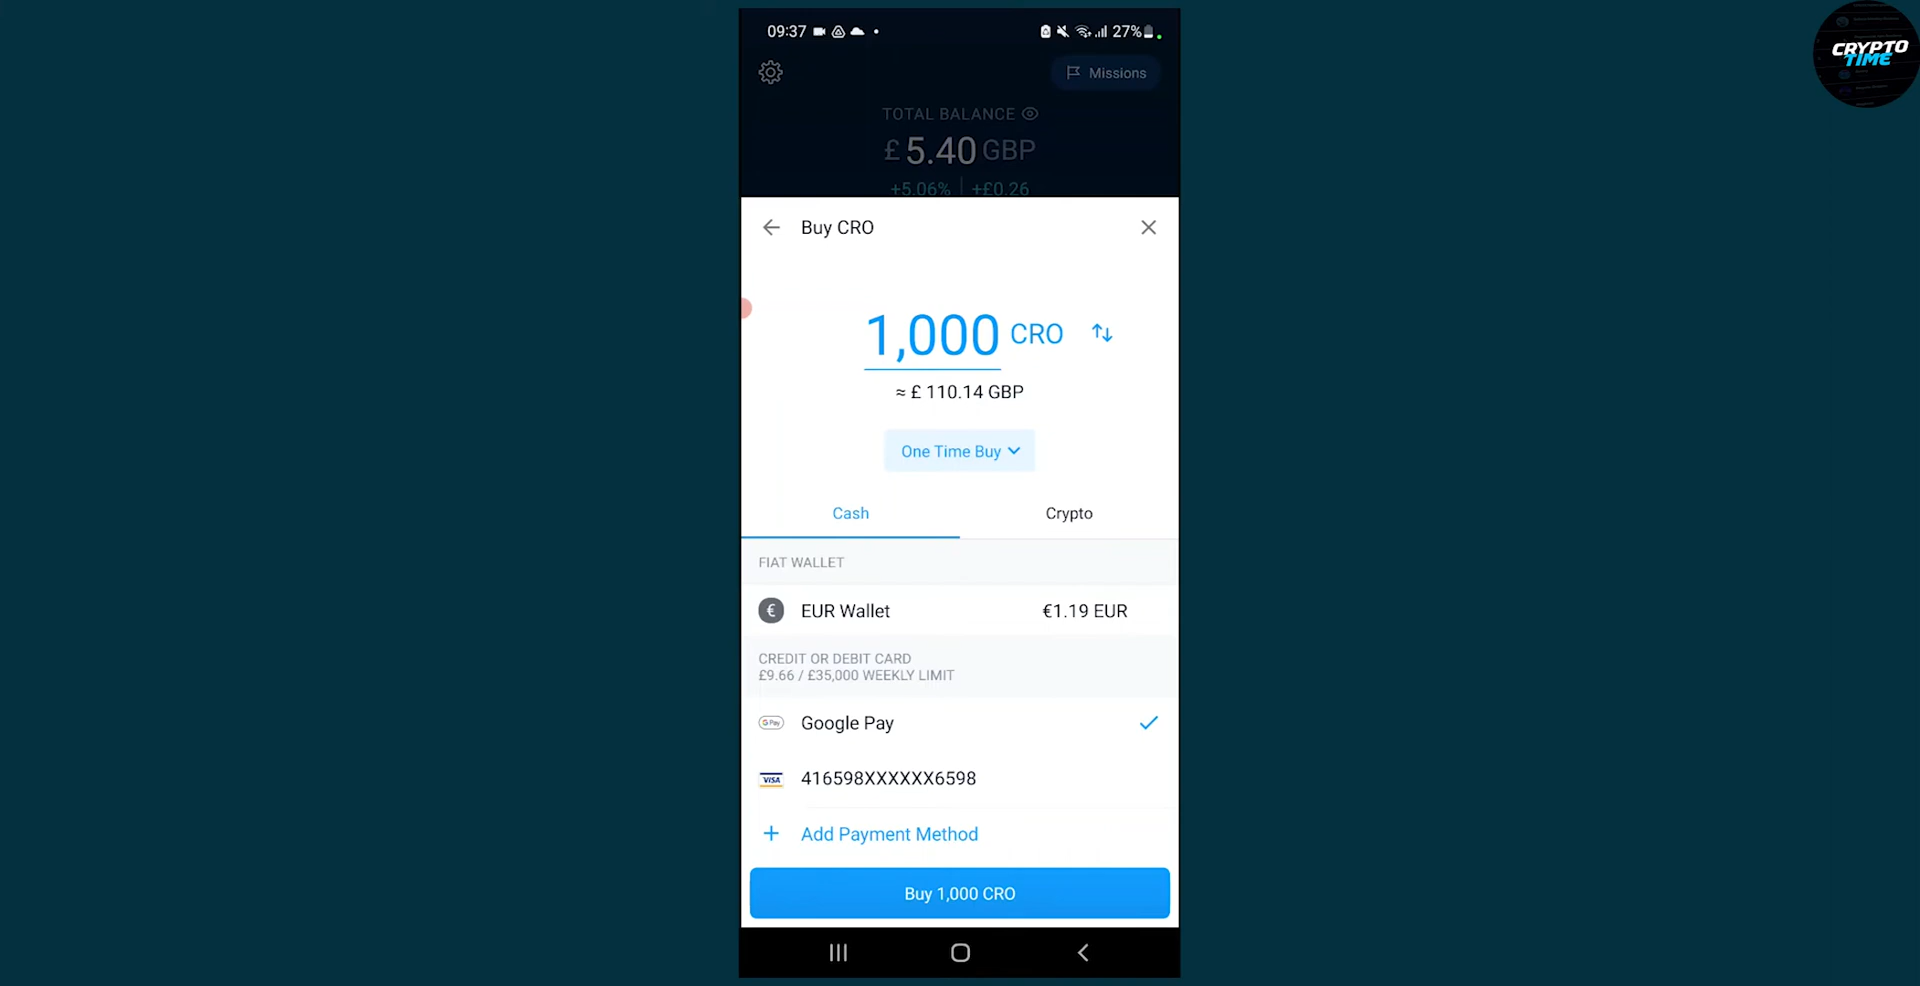 09:37
27%
Missions
TOTAL BALANCE
£ 5.40 GBP
+5.06% | +£0.26
Buy CRO
1,000 CRO
≈ £ 110.14 GBP
One Time Buy
Cash
Crypto
FIAT WALLET
€ EUR Wallet
€1.19 EUR
CREDIT OR DEBIT CARD
£9.66 / £35,000 WEEKLY LIMIT
G Pay Google Pay
VISA 416598XXXXXX6598
+ Add Payment Method
Buy 1,000 CRO
CRYPTO
TIME